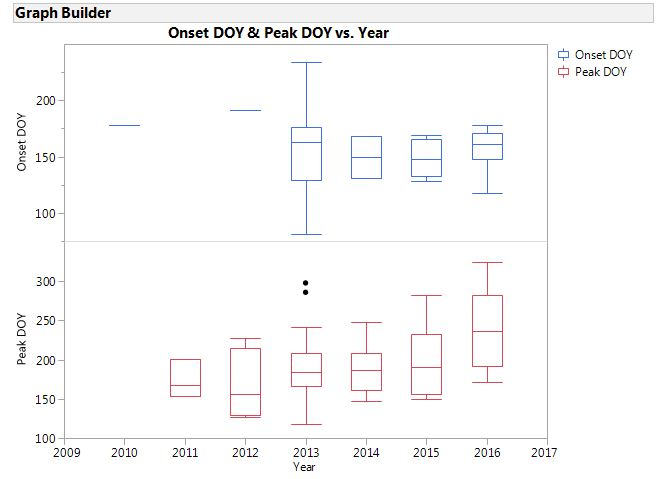 Graph Builder
Onset DOY & Peak DOY vs. Year
Onset DOY
Peak DOY
Onset DOY
200
150
100
Peak DOY
300
250
200
150
100
2009 2010 2011 2012 2013 2014 2015 2016 2017
Year